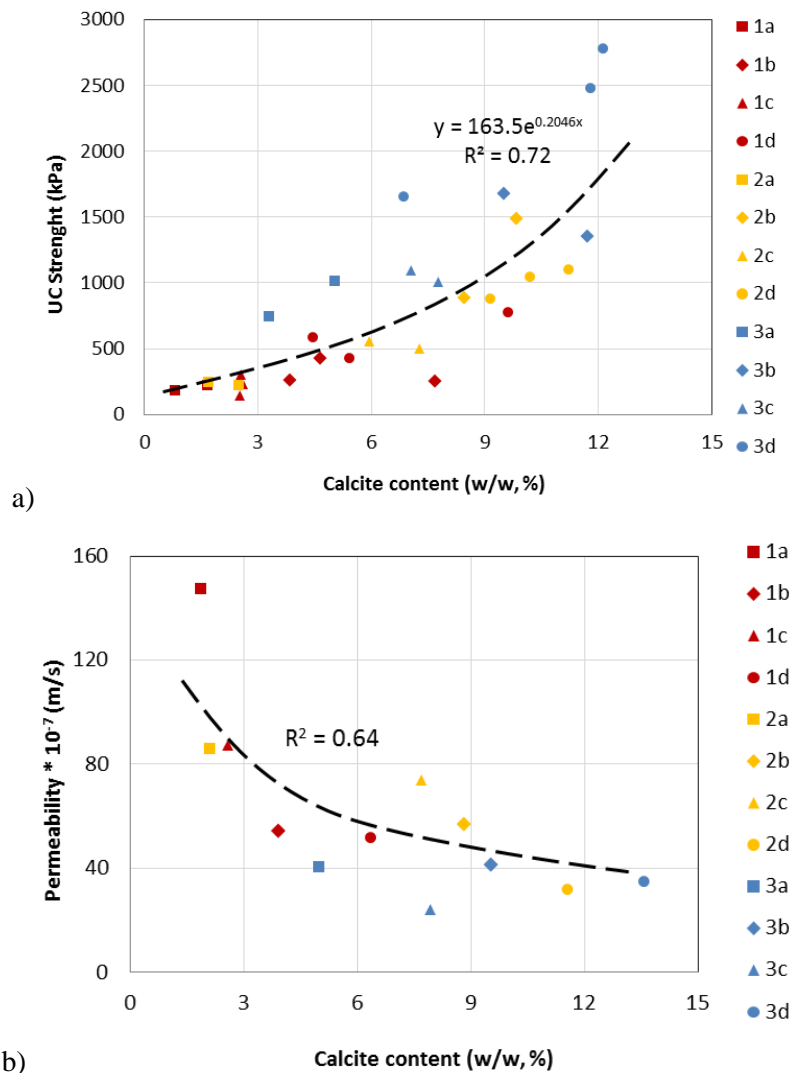 3000
2500
2000
1500
1000
500
0
UC Strenght (kPa)
y = 163.5e^0.2046x
R² = 0.72
0 3 6 9 12 15
Calcite content (w/w, %)
1a
1b
1c
1d
2a
2b
2c
2d
3a
3b
3c
3d
a)
160
120
80
40
0
Permeability * 10⁻⁷ (m/s)
R² = 0.64
0 3 6 9 12 15
Calcite content (w/w, %)
1a
1b
1c
1d
2a
2b
2c
2d
3a
3b
3c
3d
b)